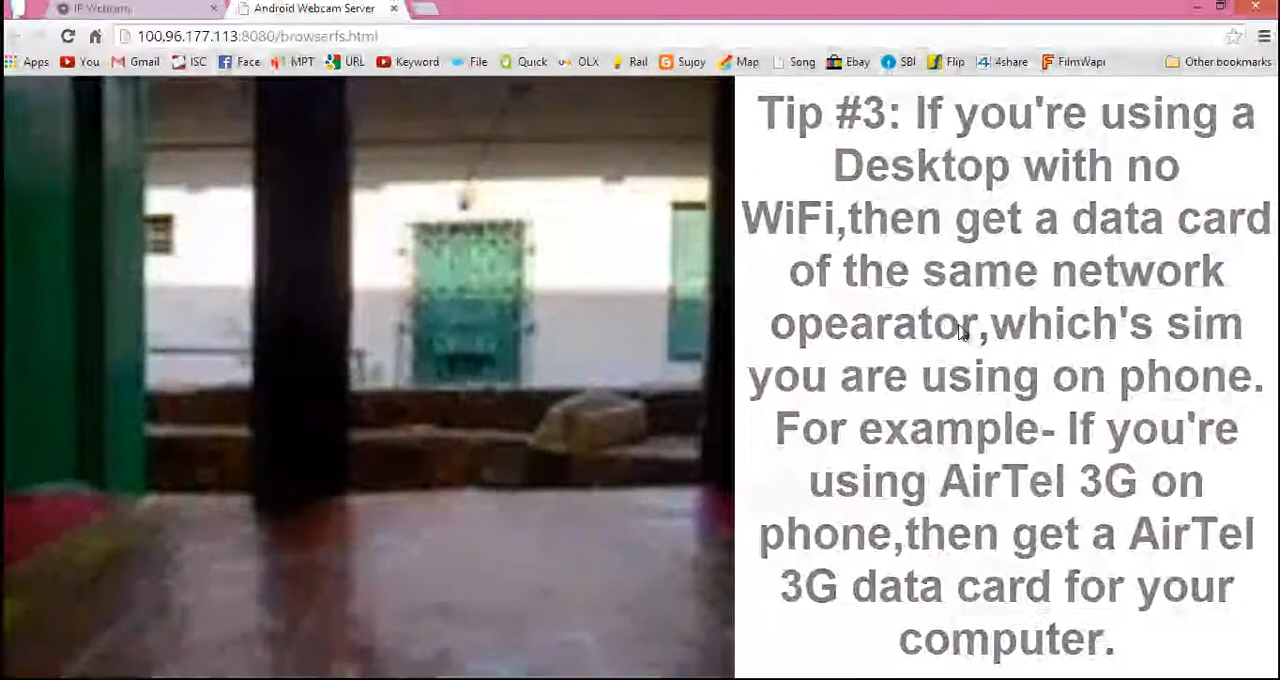 IP Webcam
Android Webcam Server
100.96.177.113:8080/browserfs.html
Apps You Gmail ISC Face MPT URL Keyword File Quick OLX Rail Sujoy Map Song Ebay SBI Flip 4share FilmWapi Other bookmarks
Tip #3: If you're using a
Desktop with no
WiFi,then get a data card
of the same network
opearator,which's sim
you are using on phone.
For example- If you're
using AirTel 3G on
phone,then get a AirTel
3G data card for your
computer.